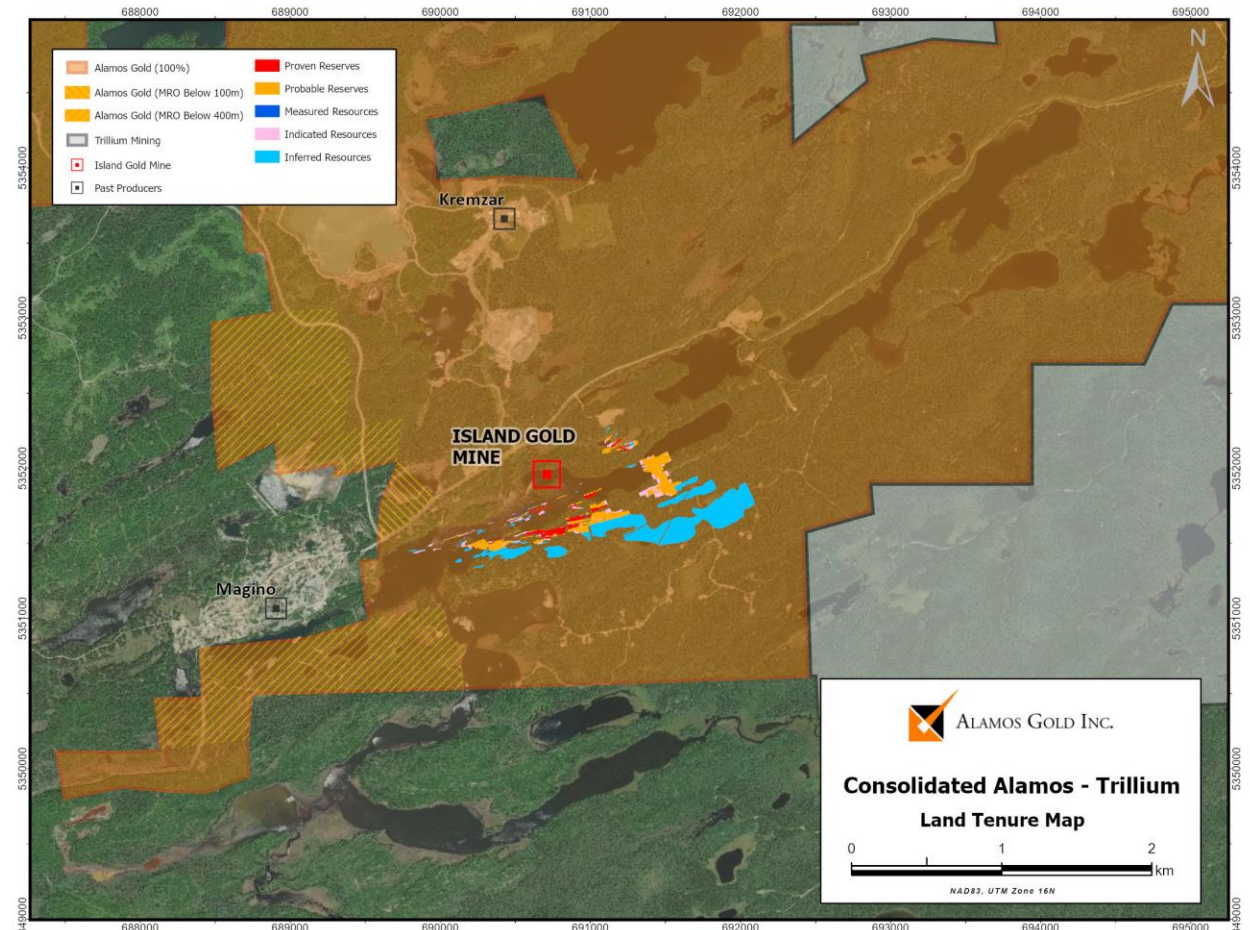 688000 689000 690000 691000 692000 693000 694000 695000
Alamos Gold (100%)
Alamos Gold (MRO Below 100m)
Alamos Gold (MRO Below 400m)
Trillium Mining
Island Gold Mine
Past Producers
Proven Reserves
Probable Reserves
Measured Resources
Indicated Resources
Inferred Resources
N
5354000
5354000
Kremzar
5353000
5353000
ISLAND GOLD
MINE
5352000
5352000
Magino
5351000
5351000
ALAMOS GOLD INC.
5350000
5350000
Consolidated Alamos - Trillium
Land Tenure Map
0 1 2
km
NAD83, UTM Zone 16N
688000 689000 690000 691000 692000 693000 694000 695000